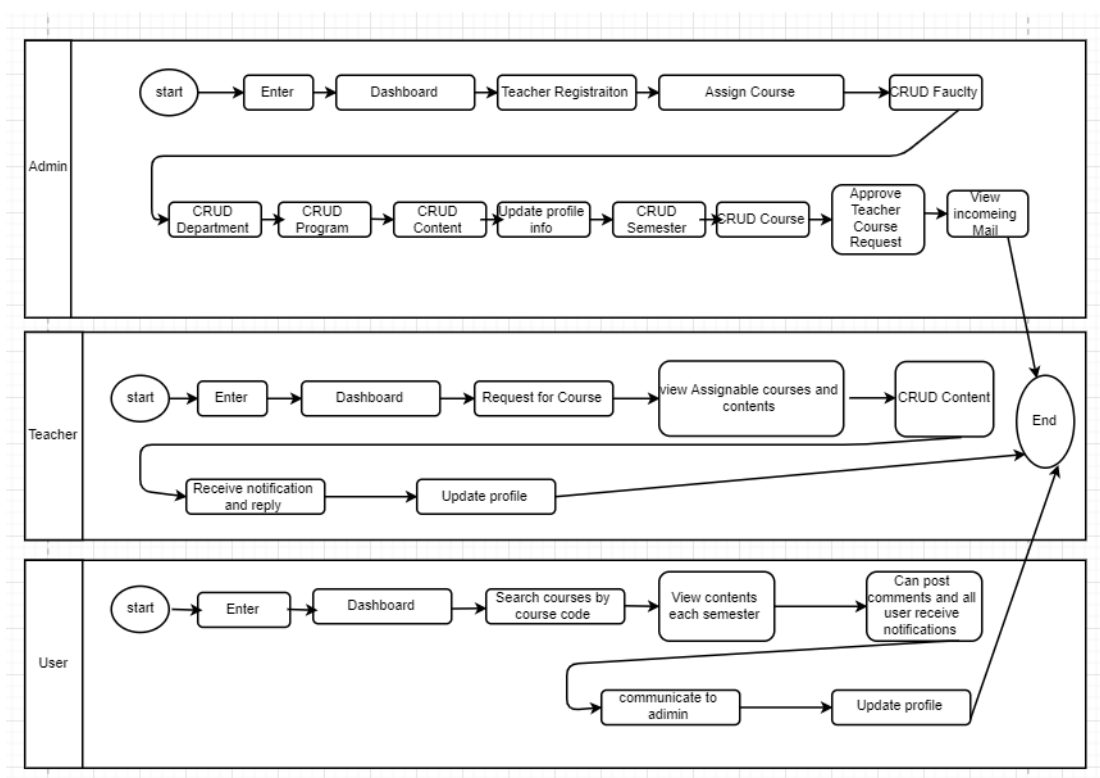 Admin
start
Enter
Dashboard
Teacher Registraiton
Assign Course
CRUD Fauclty
CRUD
Department
CRUD
Program
CRUD
Content
Update profile
info
CRUD
Semester
CRUD Course
Approve
Teacher
Course
Request
View
incomeing
Mail
Teacher
start
Enter
Dashboard
Request for Course
view Assignable courses and
contents
CRUD Content
End
Receive notification
and reply
Update profile
User
start
Enter
Dashboard
Search courses by
course code
View contents
each semester
Can post
comments and all
user receive
notifications
communicate to
adimin
Update profile